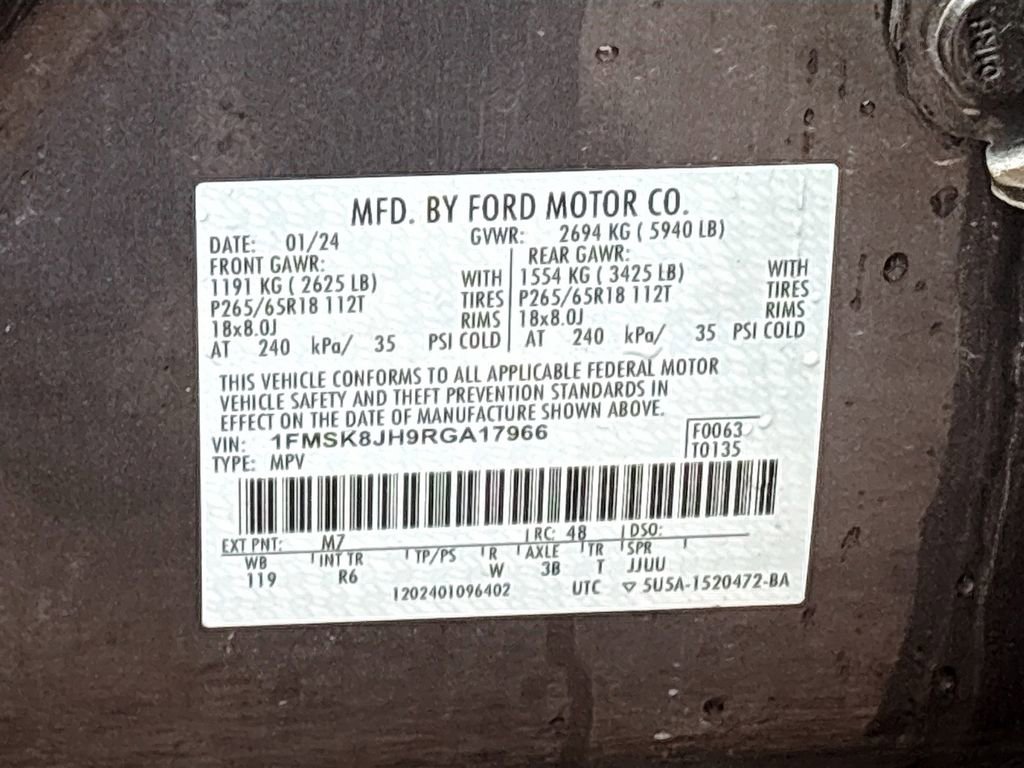 MFD. BY FORD MOTOR CO.
DATE: 01/24 GVWR: 2694 KG ( 5940 LB)
FRONT GAWR: REAR GAWR:
1191 KG ( 2625 LB) WITH 1554 KG ( 3425 LB) WITH
P265/65R18 112T TIRES P265/65R18 112T TIRES
18x8.0J RIMS 18x8.0J RIMS
AT 240 kPa/ 35 PSI COLD AT 240 kPa/ 35 PSI COLD
THIS VEHICLE CONFORMS TO ALL APPLICABLE FEDERAL MOTOR
VEHICLE SAFETY AND THEFT PREVENTION STANDARDS IN
EFFECT ON THE DATE OF MANUFACTURE SHOWN ABOVE.
VIN: 1FMSK8JH9RGA17966 F0063
TYPE: MPV T0135
EXT PNT: M7 RC: 48 DSO:
WB INT TR TP/PS R AXLE TR SPR
119 R6 W 3B T JJUU
1202401096402 UTC ▽ 5U5A-1520472-BA